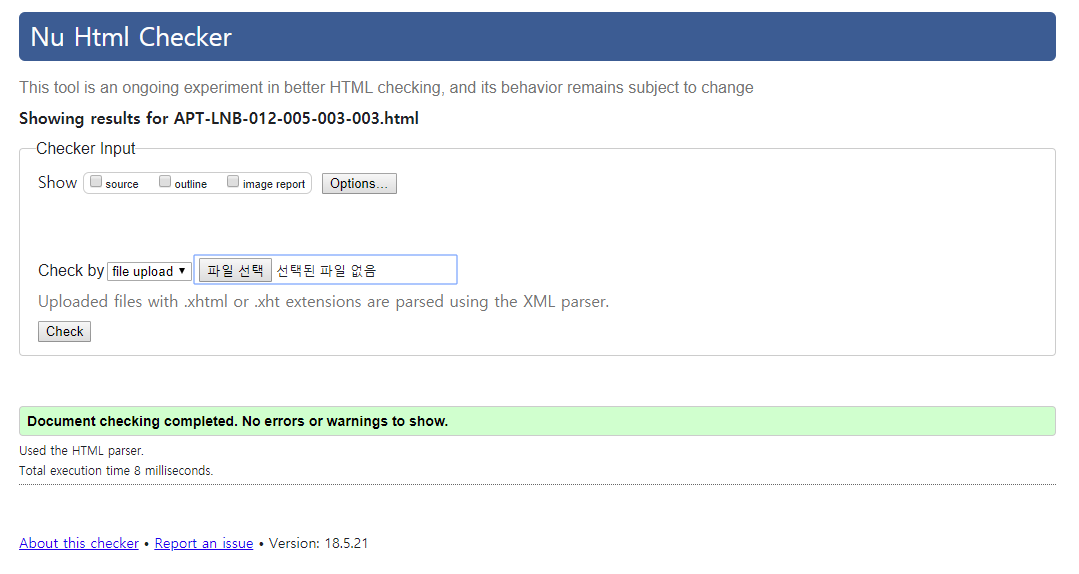 Nu Html Checker
This tool is an ongoing experiment in better HTML checking, and its behavior remains subject to change
Showing results for APT-LNB-012-005-003-003.html
Checker Input
Show source outline image report Options...
Check by file upload ▼ 파일 선택 선택된 파일 없음
Uploaded files with .xhtml or .xht extensions are parsed using the XML parser.
Check
Document checking completed. No errors or warnings to show.
Used the HTML parser.
Total execution time 8 milliseconds.
About this checker • Report an issue • Version: 18.5.21